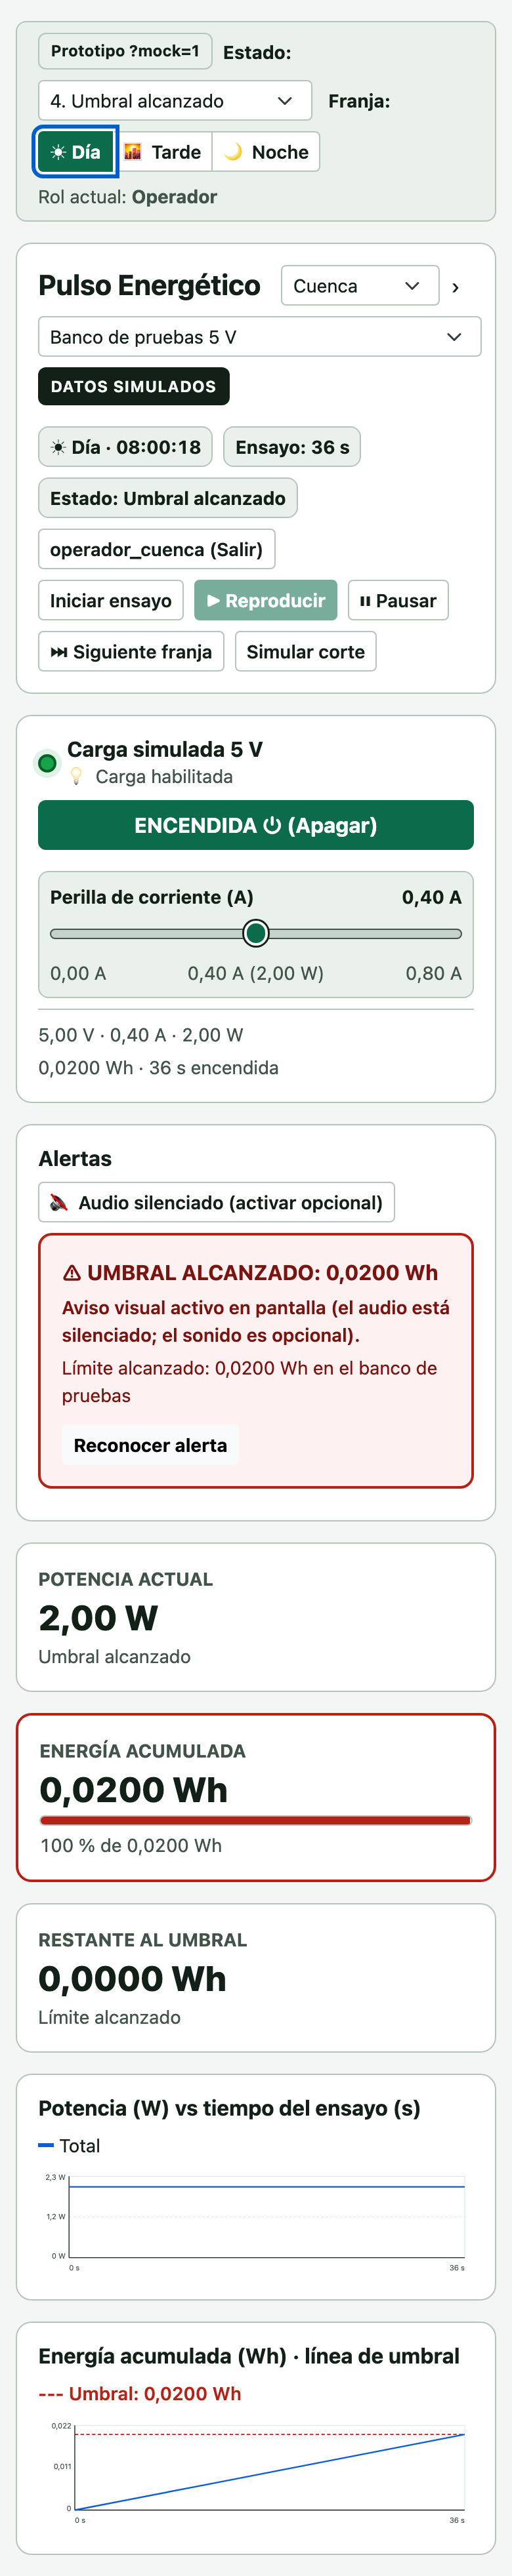 Prototipo ?mock=1 Estado:
4. Umbral alcanzado Franja:
Día Tarde Noche
Rol actual: Operador
Pulso Energético Cuenca ›
Banco de pruebas 5 V
DATOS SIMULADOS
Día · 08:00:18 Ensayo: 36 s
Estado: Umbral alcanzado
operador_cuenca (Salir)
Iniciar ensayo Reproducir Pausar
Siguiente franja Simular corte
Carga simulada 5 V
Carga habilitada
ENCENDIDA ⏻ (Apagar)
Perilla de corriente (A) 0,40 A
0,00 A 0,40 A (2,00 W) 0,80 A
5,00 V · 0,40 A · 2,00 W
0,0200 Wh · 36 s encendida
Alertas
Audio silenciado (activar opcional)
⚠ UMBRAL ALCANZADO: 0,0200 Wh
Aviso visual activo en pantalla (el audio está
silenciado; el sonido es opcional).
Límite alcanzado: 0,0200 Wh en el banco de
pruebas
Reconocer alerta
POTENCIA ACTUAL
2,00 W
Umbral alcanzado
ENERGÍA ACUMULADA
0,0200 Wh
100 % de 0,0200 Wh
RESTANTE AL UMBRAL
0,0000 Wh
Límite alcanzado
Potencia (W) vs tiempo del ensayo (s)
Total
2,3 W
1,2 W
0 W
0 s 36 s
Energía acumulada (Wh) · línea de umbral
--- Umbral: 0,0200 Wh
0,022
0,011
0
0 s 36 s